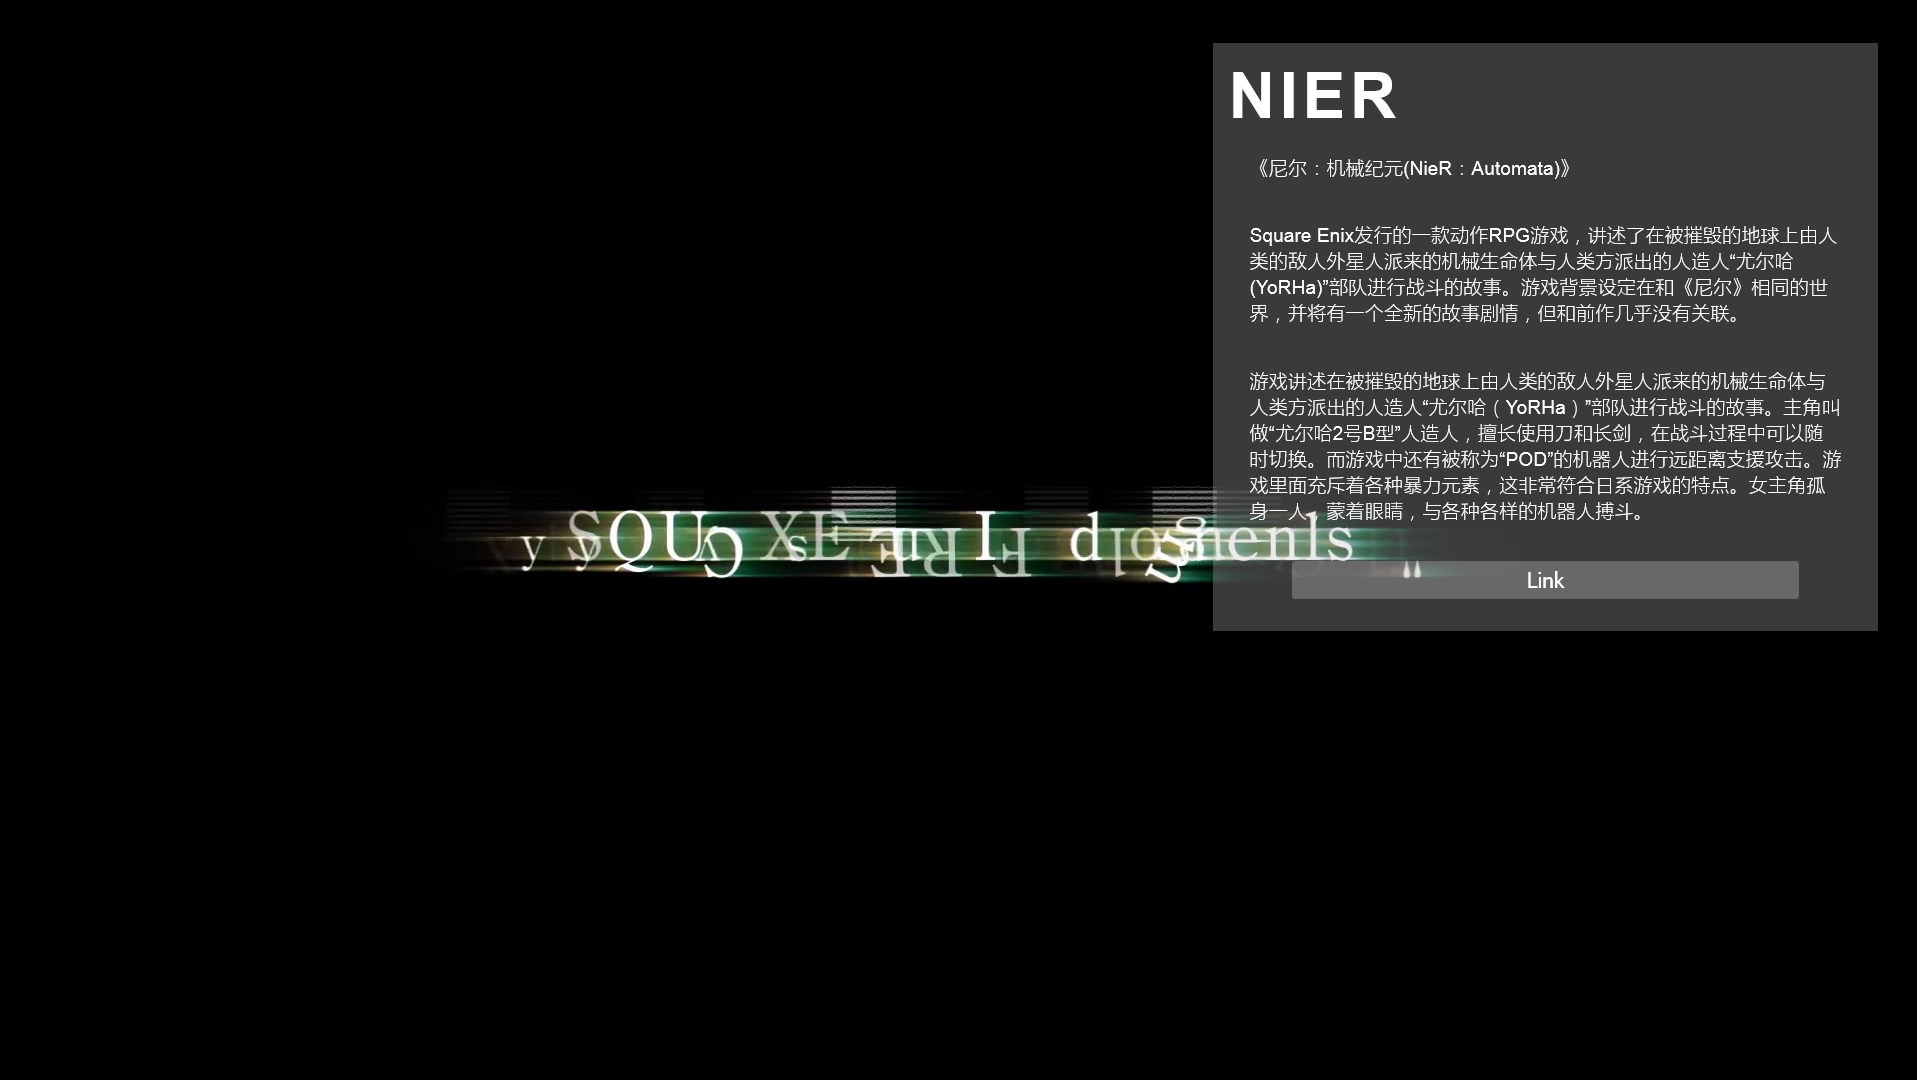 NIER
《尼尔：机械纪元(NieR：Automata)》
Square Enix发行的一款动作RPG游戏，讲述了在被摧毁的地球上由人
类的敌人外星人派来的机械生命体与人类方派出的人造人“尤尔哈
(YoRHa)”部队进行战斗的故事。游戏背景设定在和《尼尔》相同的世
界，并将有一个全新的故事剧情，但和前作几乎没有关联。
游戏讲述在被摧毁的地球上由人类的敌人外星人派来的机械生命体与
人类方派出的人造人“尤尔哈（YoRHa）”部队进行战斗的故事。主角叫
做“尤尔哈2号B型”人造人，擅长使用刀和长剑，在战斗过程中可以随
时切换。而游戏中还有被称为“POD”的机器人进行远距离支援攻击。游
戏里面充斥着各种暴力元素，这非常符合日系游戏的特点。女主角孤
身一人，蒙着眼睛，与各种各样的机器人搏斗。
Link